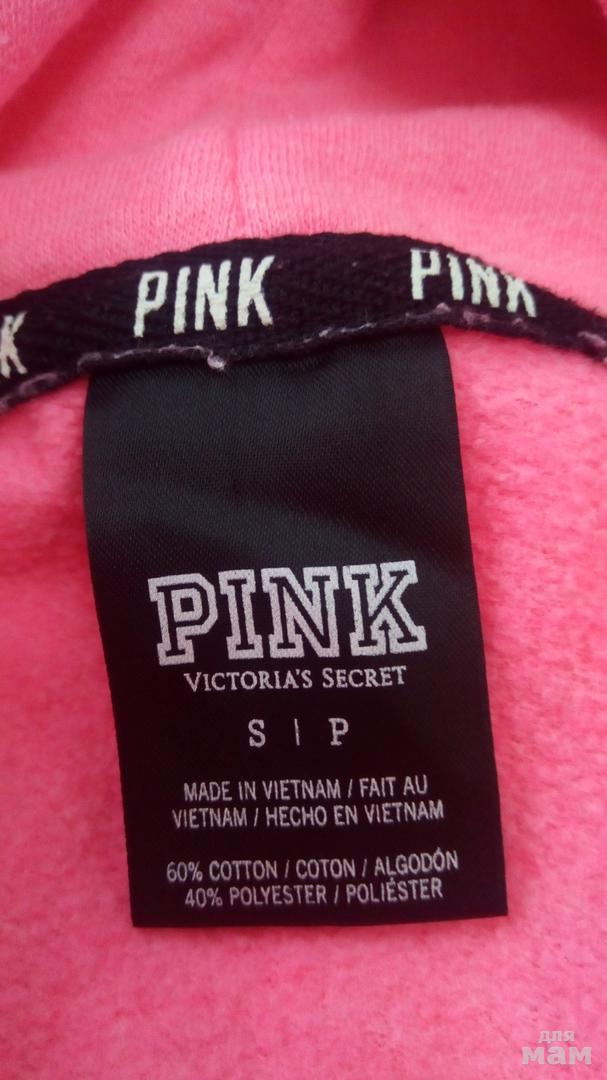 K PINK PINK
PINK
VICTORIA'S SECRET
S | P
MADE IN VIETNAM / FAIT AU
VIETNAM / HECHO EN VIETNAM
60% COTTON / COTON / ALGODÓN
40% POLYESTER / POLIÉSTER
для
мам